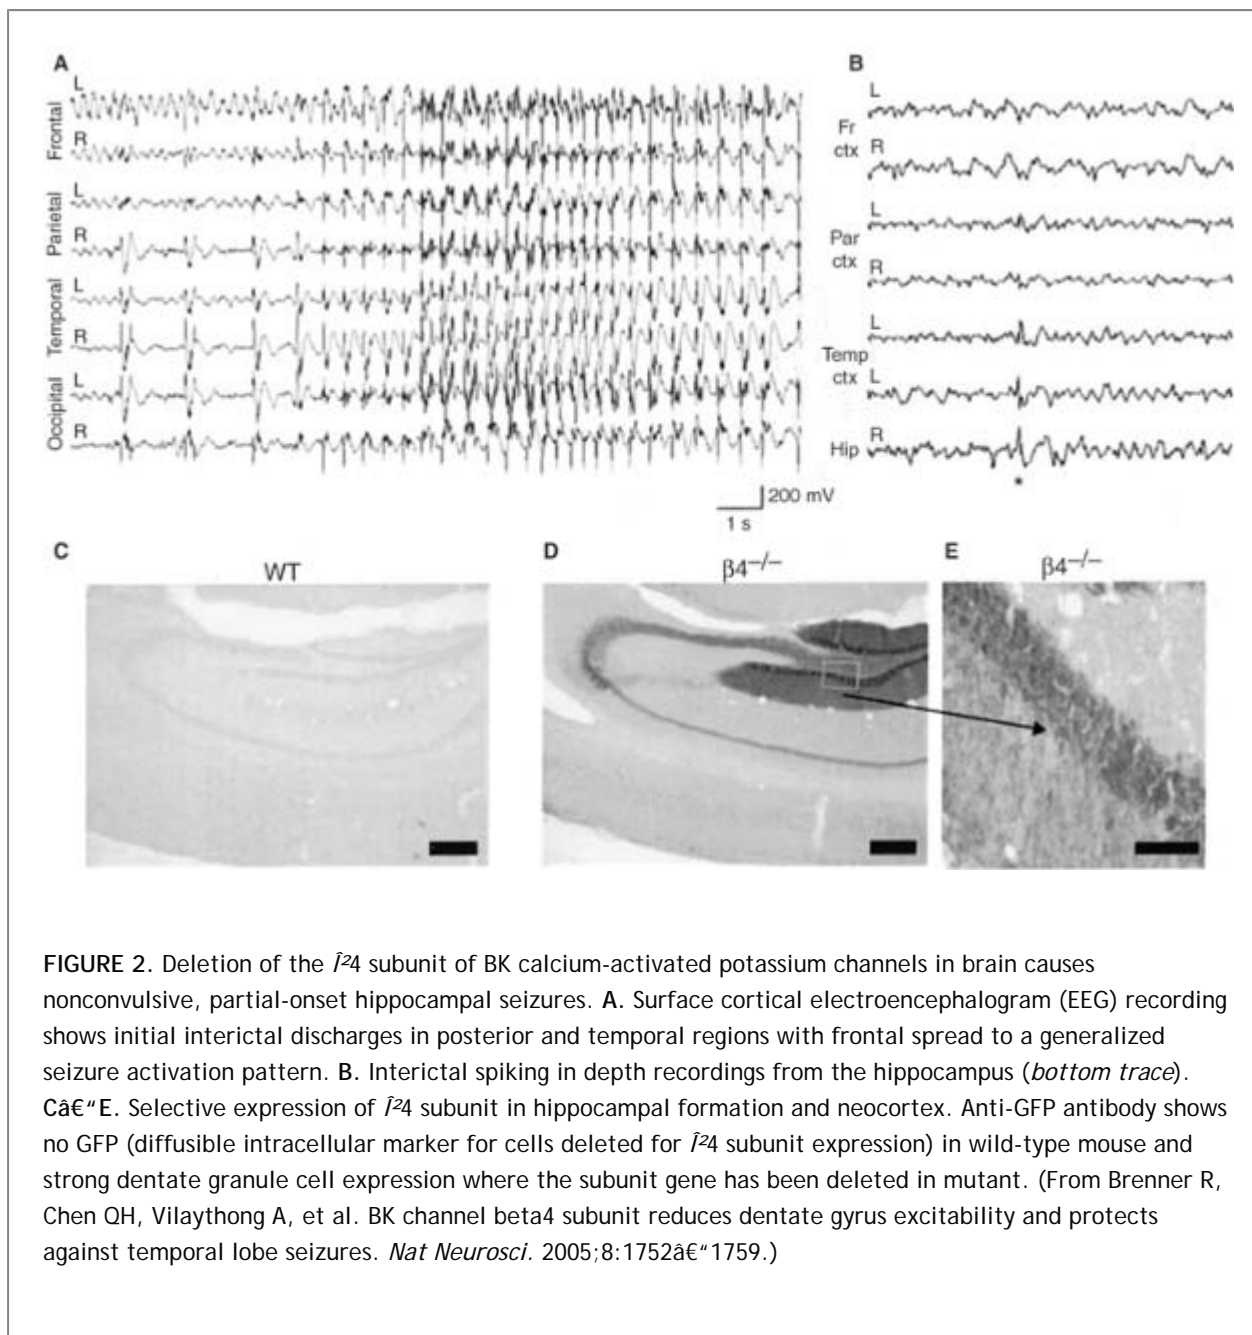 A
B
Frontal
L
R
Parietal
L
R
Temporal
L
R
Occipital
L
R
200 mV
1 s
Fr
ctx
L
R
Par
ctx
L
R
Temp
ctx
L
L
Hip
R
*
C
WT
D
β4−/−
E
β4−/−
FIGURE 2. Deletion of the Î²4 subunit of BK calcium-activated potassium channels in brain causes
nonconvulsive, partial-onset hippocampal seizures. A. Surface cortical electroencephalogram (EEG) recording
shows initial interictal discharges in posterior and temporal regions with frontal spread to a generalized
seizure activation pattern. B. Interictal spiking in depth recordings from the hippocampus (bottom trace).
Câ€“E. Selective expression of Î²4 subunit in hippocampal formation and neocortex. Anti-GFP antibody shows
no GFP (diffusible intracellular marker for cells deleted for Î²4 subunit expression) in wild-type mouse and
strong dentate granule cell expression where the subunit gene has been deleted in mutant. (From Brenner R,
Chen QH, Vilaythong A, et al. BK channel beta4 subunit reduces dentate gyrus excitability and protects
against temporal lobe seizures. Nat Neurosci. 2005;8:1752â€“1759.)